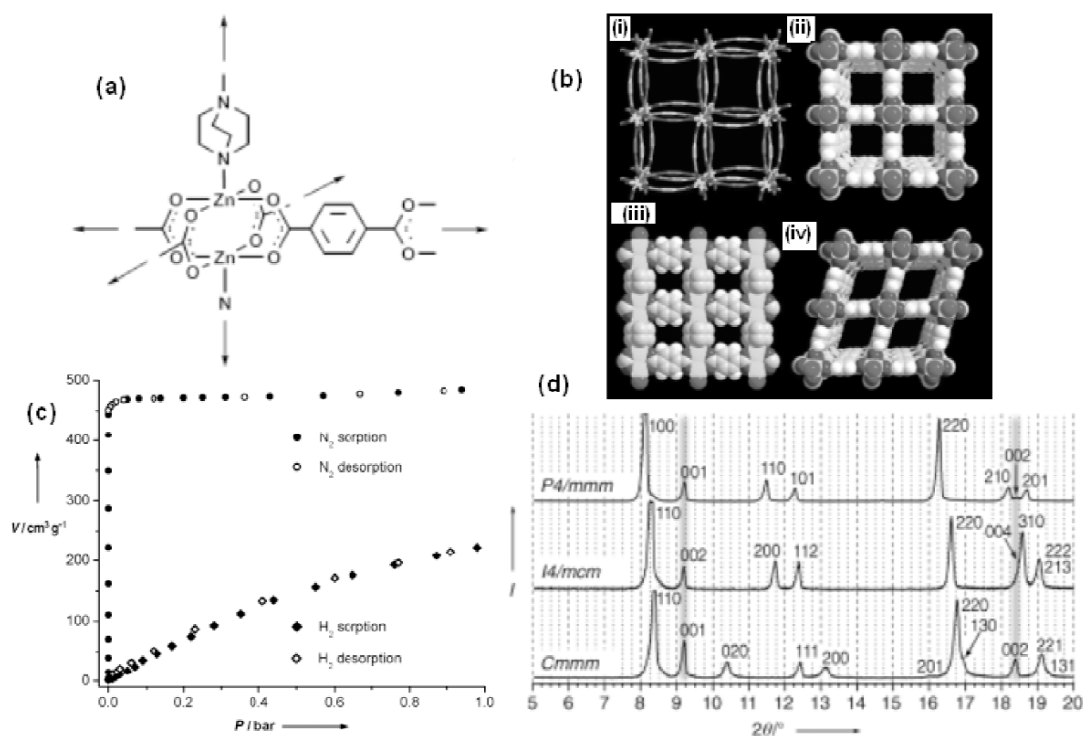 (a)
N
N
O
Zn
O
O
O
O
O
O
O
Zn
O
O
N
(b)
(i)
(ii)
(iii)
(iv)
(c)
500
400
300
200
100
0
V / cm³ g⁻¹
N₂ sorption
N₂ desorption
H₂ sorption
H₂ desorption
0.0 0.2 0.4 0.6 0.8 1.0
P / bar
(d)
100
001
110
101
220
210
002
201
P4/mmm
110
002
200
112
220
004
310
222
213
I4/mcm
110
001
020
111
200
201
220
130
002
221
131
Cmmm
I
5 6 7 8 9 10 11 12 13 14 15 16 17 18 19 20
2θ/°